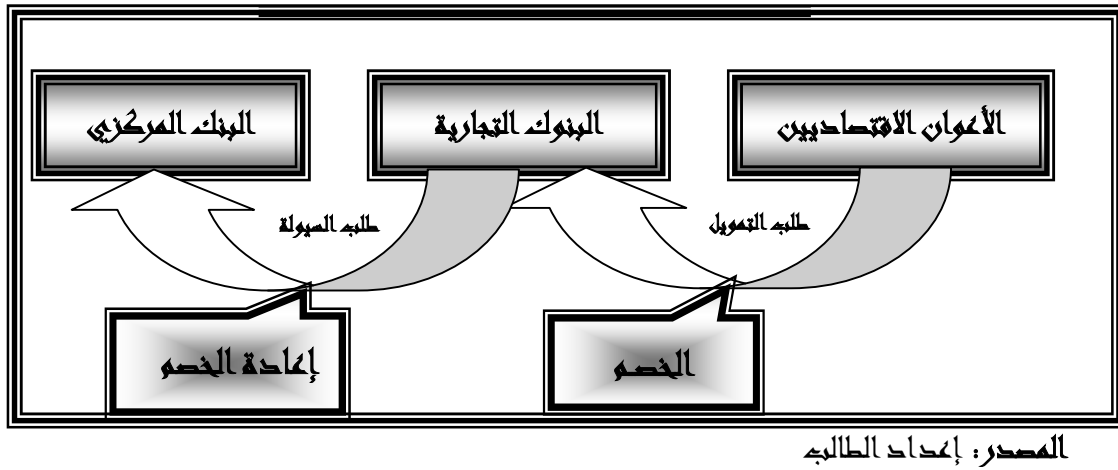 الأعوان الاقتصاديين
البنوك التجارية
البنك المركزي
طلب التمويل
طلب السيولة
الخصم
إعادة الخصم
المصدر: إعداد الطالب